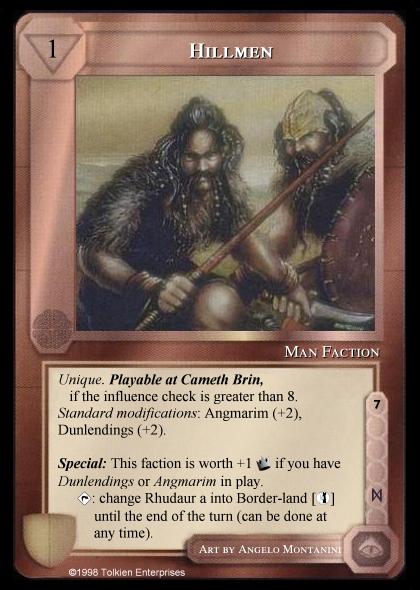 1
HILLMEN
MAN FACTION
Unique. Playable at Cameth Brin,
if the influence check is greater than 8.
Standard modifications: Angmarim (+2),
Dunlendings (+2).
Special: This faction is worth +1 if you have
Dunlendings or Angmarim in play.
: change Rhudaur a into Border-land [ ]
until the end of the turn (can be done at
any time).
7
ART BY ANGELO MONTANINI
©1998 Tolkien Enterprises